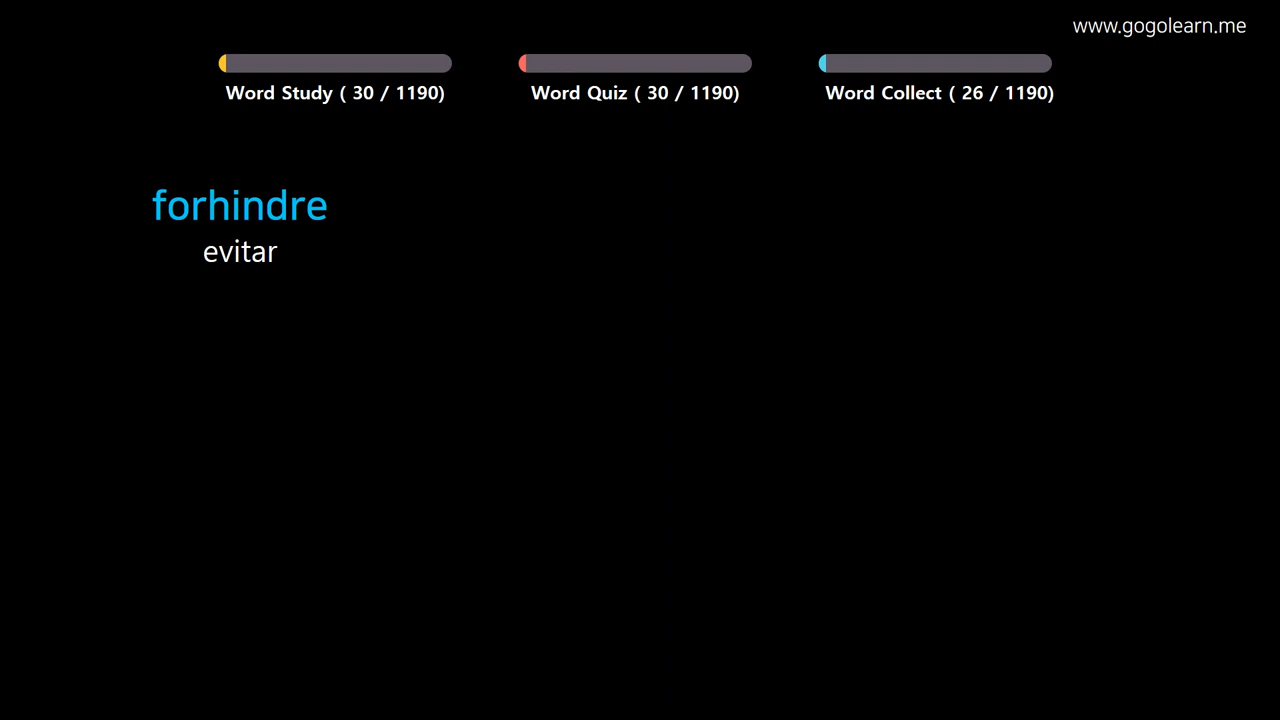 www.gogolearn.me
Word Study ( 30 / 1190)
Word Quiz ( 30 / 1190)
Word Collect ( 26 / 1190)
forhindre
evitar